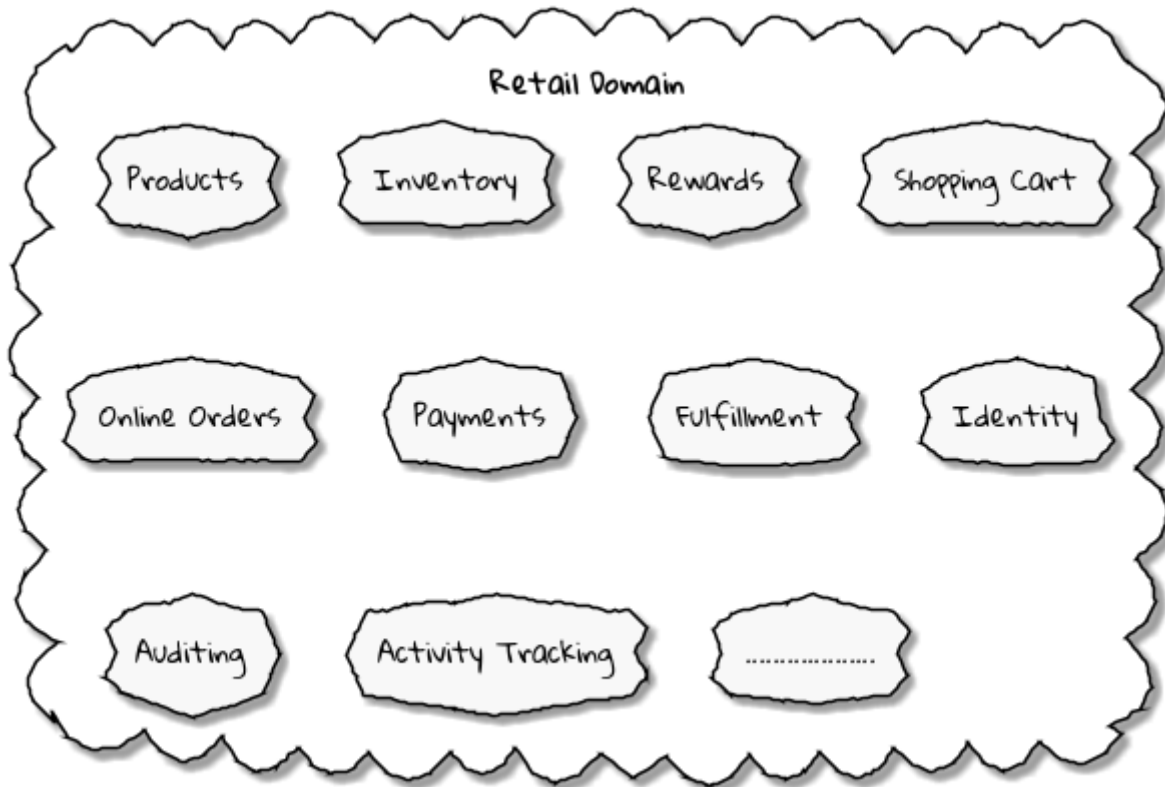 Retail Domain
Products
Inventory
Rewards
Shopping Cart
Online Orders
Payments
Fulfillment
Identity
Auditing
Activity Tracking
..................